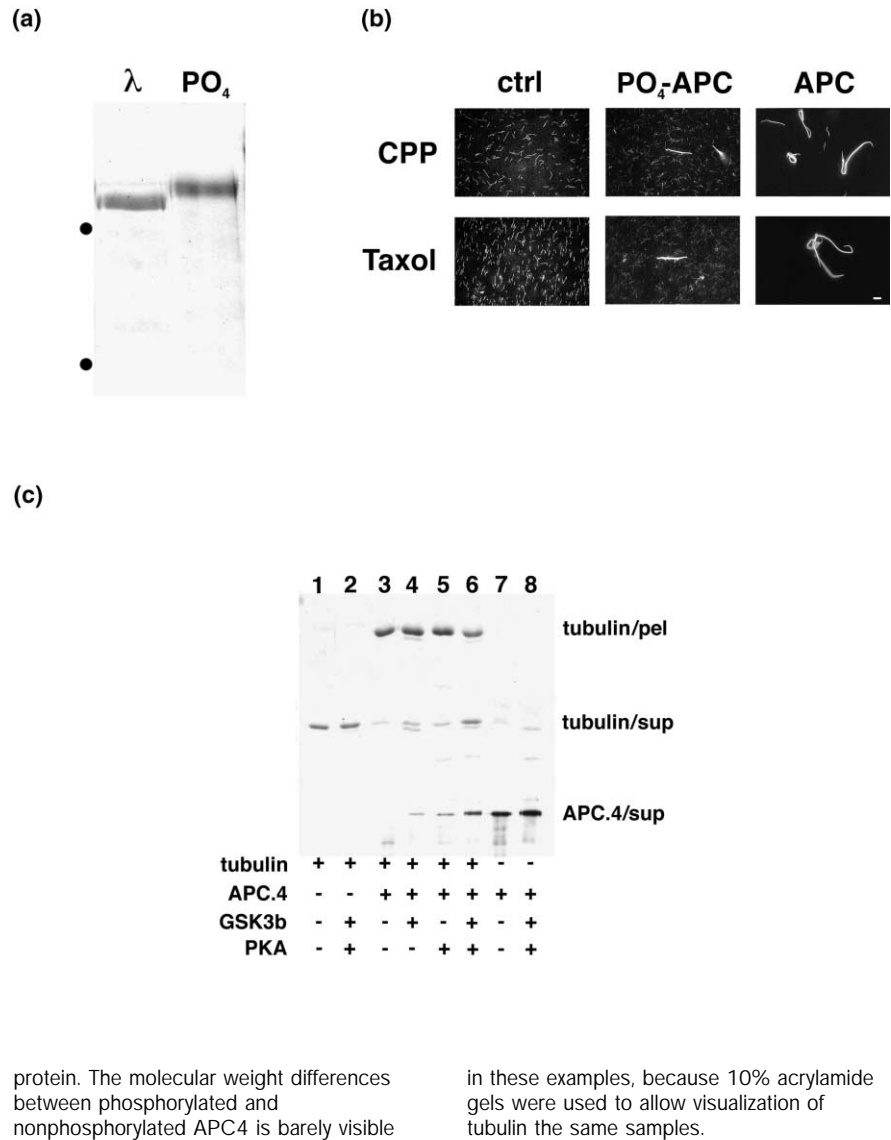 (a)
λ PO4
(b)
ctrl PO4-APC APC
CPP
Taxol
(c)
1 2 3 4 5 6 7 8
tubulin/pel
tubulin/sup
APC.4/sup
tubulin + + + + + + - -
APC.4 - - + + + + + +
GSK3b - + - + - + - +
PKA - + - - + + - +
protein. The molecular weight differences
between phosphorylated and
nonphosphorylated APC4 is barely visible
in these examples, because 10% acrylamide
gels were used to allow visualization of
tubulin the same samples.